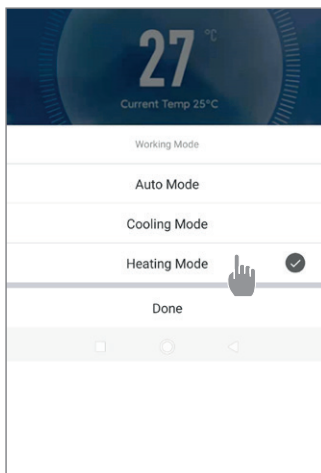 27 °C
Current Temp 25°C
Working Mode
Auto Mode
Cooling Mode
Heating Mode
Done